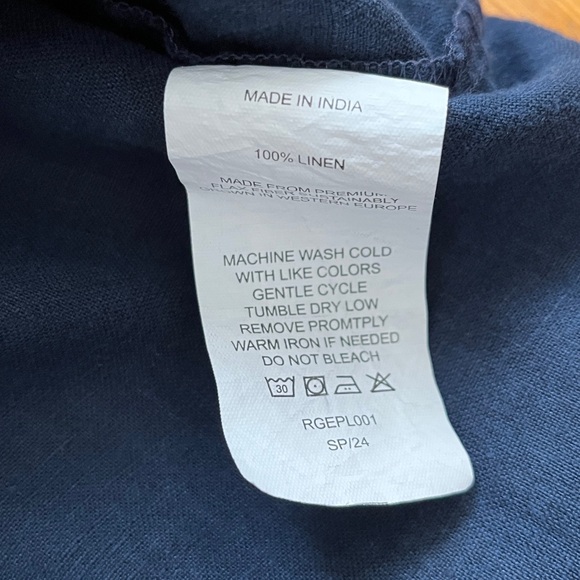 MADE IN INDIA
100% LINEN
MADE FROM PREMIUM
FLAX FIBER SUSTAINABLY
GROWN IN WESTERN EUROPE
MACHINE WASH COLD
WITH LIKE COLORS
GENTLE CYCLE
TUMBLE DRY LOW
REMOVE PROMTPLY
WARM IRON IF NEEDED
DO NOT BLEACH
30
RGEPL001
SP/24